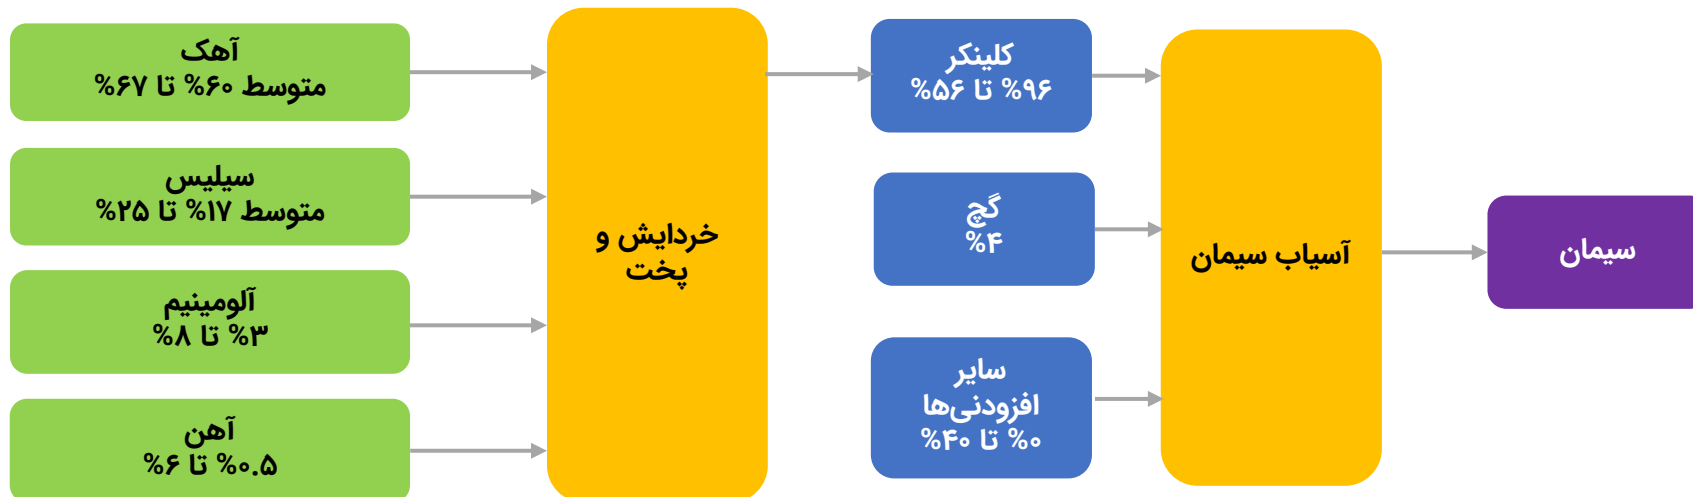 آهک
متوسط ۶۰% تا ۶۷%
سیلیس
متوسط ۱۷% تا ۲۵%
آلومینیم
۳% تا ۸%
آهن
۰.۵% تا ۶%
خردایش و
پخت
کلینکر
۹۶% تا ۵۶%
گچ
۴%
سایر
افزودنی‌ها
۰% تا ۴۰%
آسیاب سیمان
سیمان